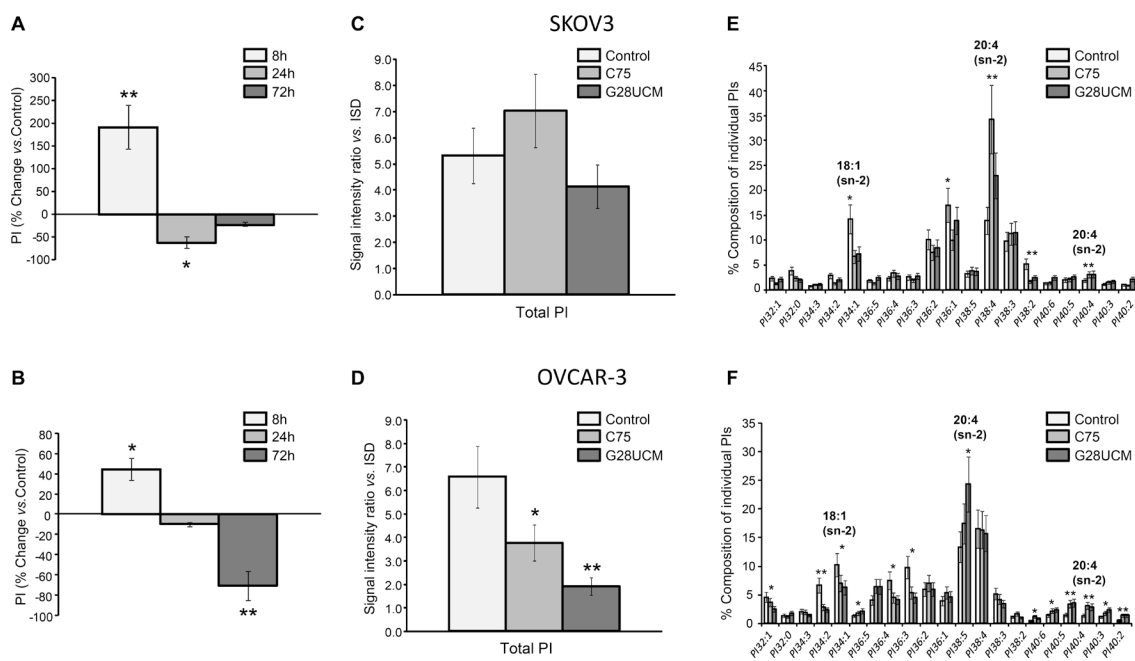 SKOV3
A
8h
24h
72h
PI (% Change vs.Control)
300
250
200
150
100
50
0
-50
-100
**
*
C
Control
C75
G28UCM
Signal intensity ratio vs. ISD
9.0
8.0
7.0
6.0
5.0
4.0
3.0
2.0
1.0
0.0
Total PI
E
Control
C75
G28UCM
% Composition of individual PIs
45
40
35
30
25
20
15
10
5
0
18:1
(sn-2)
*
*
20:4
(sn-2)
**
**
20:4
(sn-2)
**
PI32:1
PI32:0
PI34:3
PI34:2
PI34:1
PI36:5
PI36:4
PI36:3
PI36:2
PI36:1
PI38:5
PI38:4
PI38:3
PI38:2
PI40:6
PI40:5
PI40:4
PI40:3
PI40:2
OVCAR-3
B
8h
24h
72h
PI (% Change vs.Control)
80
60
40
20
0
-20
-40
-60
-80
-100
*
**
D
Control
C75
G28UCM
Signal intensity ratio vs. ISD
9.0
8.0
7.0
6.0
5.0
4.0
3.0
2.0
1.0
0.0
*
**
Total PI
F
Control
C75
G28UCM
% Composition of individual PIs
35
30
25
20
15
10
5
0
*
**
18:1
(sn-2)
*
*
*
*
20:4
(sn-2)
*
*
*
**
20:4
(sn-2)
**
*
**
PI32:1
PI32:0
PI34:3
PI34:2
PI34:1
PI36:5
PI36:4
PI36:3
PI36:2
PI36:1
PI38:5
PI38:4
PI38:3
PI38:2
PI40:6
PI40:5
PI40:4
PI40:3
PI40:2